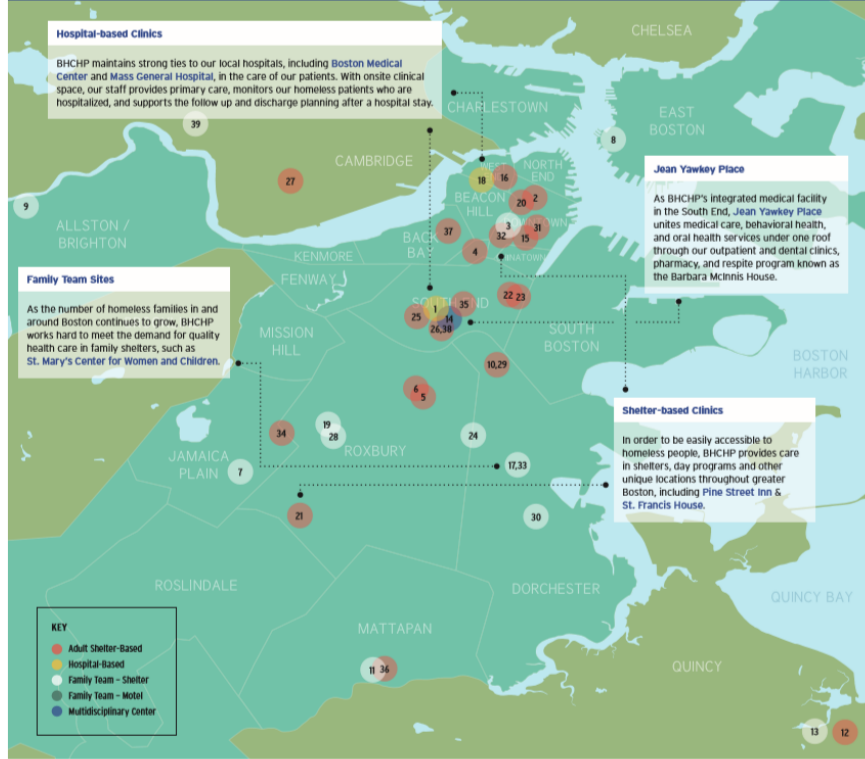 Hospital-based Clinics
BHCHP maintains strong ties to our local hospitals, including Boston Medical
Center and Mass General Hospital, in the care of our patients. With onsite clinical
space, our staff provides primary care, monitors our homeless patients who are
hospitalized, and supports the follow up and discharge planning after a hospital stay.
CHELSEA
CHARLESTOWN
EAST
BOSTON
39
8
CAMBRIDGE
WEST
NORTH
END
27
18
16
Jean Yawkey Place
As BHCHP's integrated medical facility
in the South End, Jean Yawkey Place
unites medical care, behavioral health,
and oral health services under one roof
through our outpatient and dental clinics,
pharmacy, and respite program known as
the Barbara McInnis House.
9
BEACON
HILL
20
2
ALLSTON /
BRIGHTON
37
3
31
32
15
BACK
BA
4
KENMORE
FENWAY
Family Team Sites
As the number of homeless families in and
around Boston continues to grow, BHCHP
works hard to meet the demand for quality
health care in family shelters, such as
St. Mary's Center for Women and Children.
22
23
SOUTH END
35
1
25
14
26,38
MISSION
HILL
SOUTH
BOSTON
BOSTON
HARBOR
10,29
6
5
34
19
28
24
ROXBURY
JAMAICA
PLAIN
7
17,33
Shelter-based Clinics
In order to be easily accessible to
homeless people, BHCHP provides care
in shelters, day programs and other
unique locations throughout greater
Boston, including Pine Street Inn &
St. Francis House.
21
30
ROSLINDALE
DORCHESTER
QUINCY BAY
MATTAPAN
KEY
Adult Shelter-Based
Hospital-Based
Family Team – Shelter
Family Team – Motel
Multidisciplinary Center
11
36
QUINCY
13
12